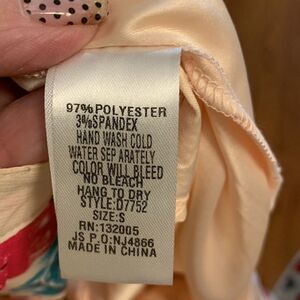 97%POLYESTER
3%SPANDEX
HAND WASH COLD
WATER SEP ARATELY
COLOR WILL BLEED
NO BLEACH
HANG TO DRY
STYLE:D7752
SIZE:S
RN:132005
JS P.O:NJ4866
MADE IN CHINA